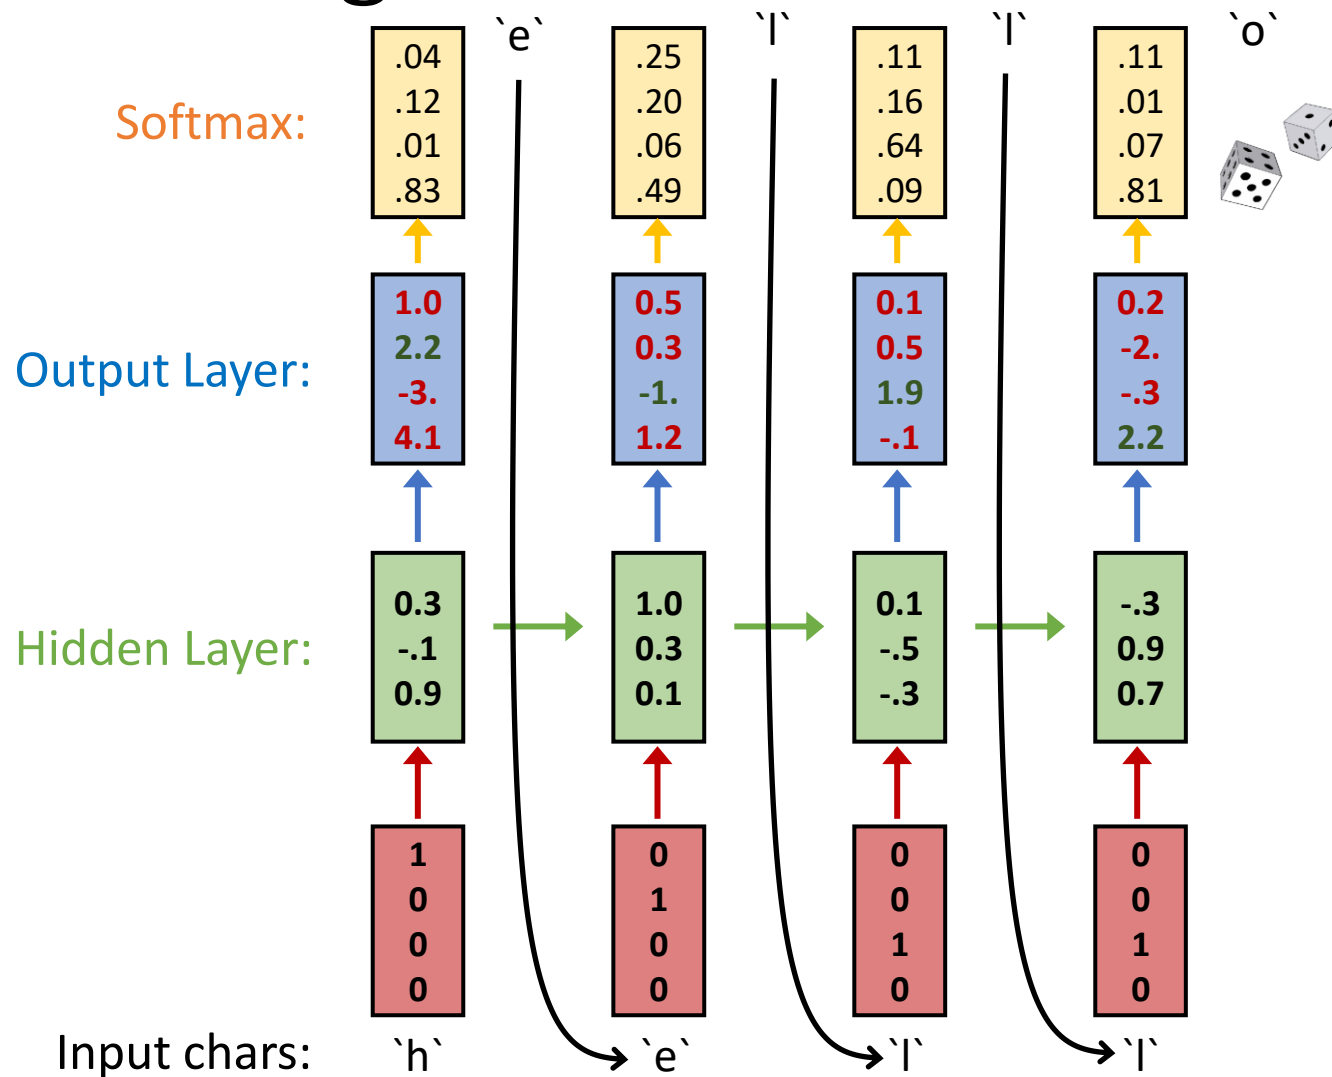 `e` `l` `l` `o`
Softmax:
.04 .25 .11 .11
.12 .20 .16 .01
.01 .06 .64 .07
.83 .49 .09 .81
Output Layer:
1.0 0.5 0.1 0.2
2.2 0.3 0.5 -2.
-3. -1. 1.9 -.3
4.1 1.2 -.1 2.2
Hidden Layer:
0.3 1.0 0.1 -.3
-.1 0.3 -.5 0.9
0.9 0.1 -.3 0.7
1 0 0 0
0 1 0 0
0 0 1 1
0 0 0 0
Input chars: `h` `e` `l` `l`